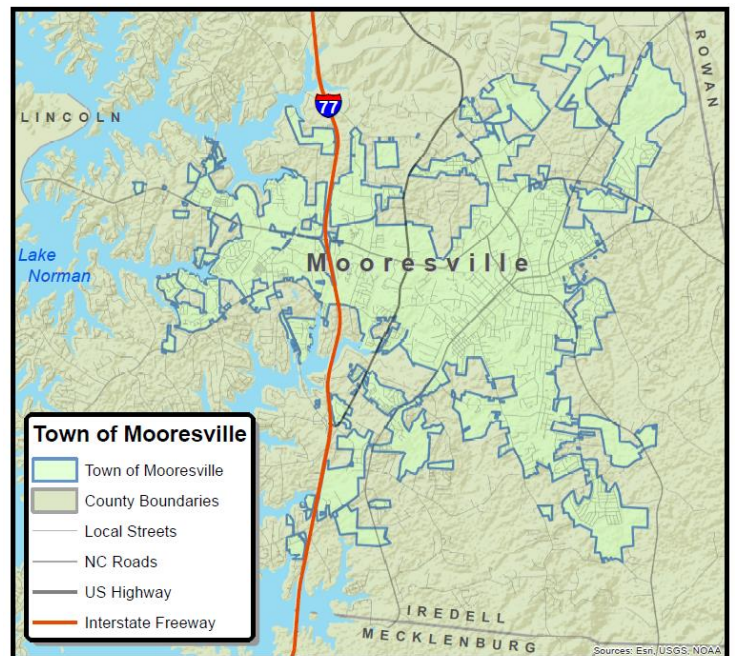 ROWAN
LINCOLN
77
Lake
Norman
Mooresville
Town of Mooresville
Town of Mooresville
County Boundaries
Local Streets
NC Roads
US Highway
Interstate Freeway
IREDELL
MECKLENBURG
Sources: Esri, USGS, NOAA